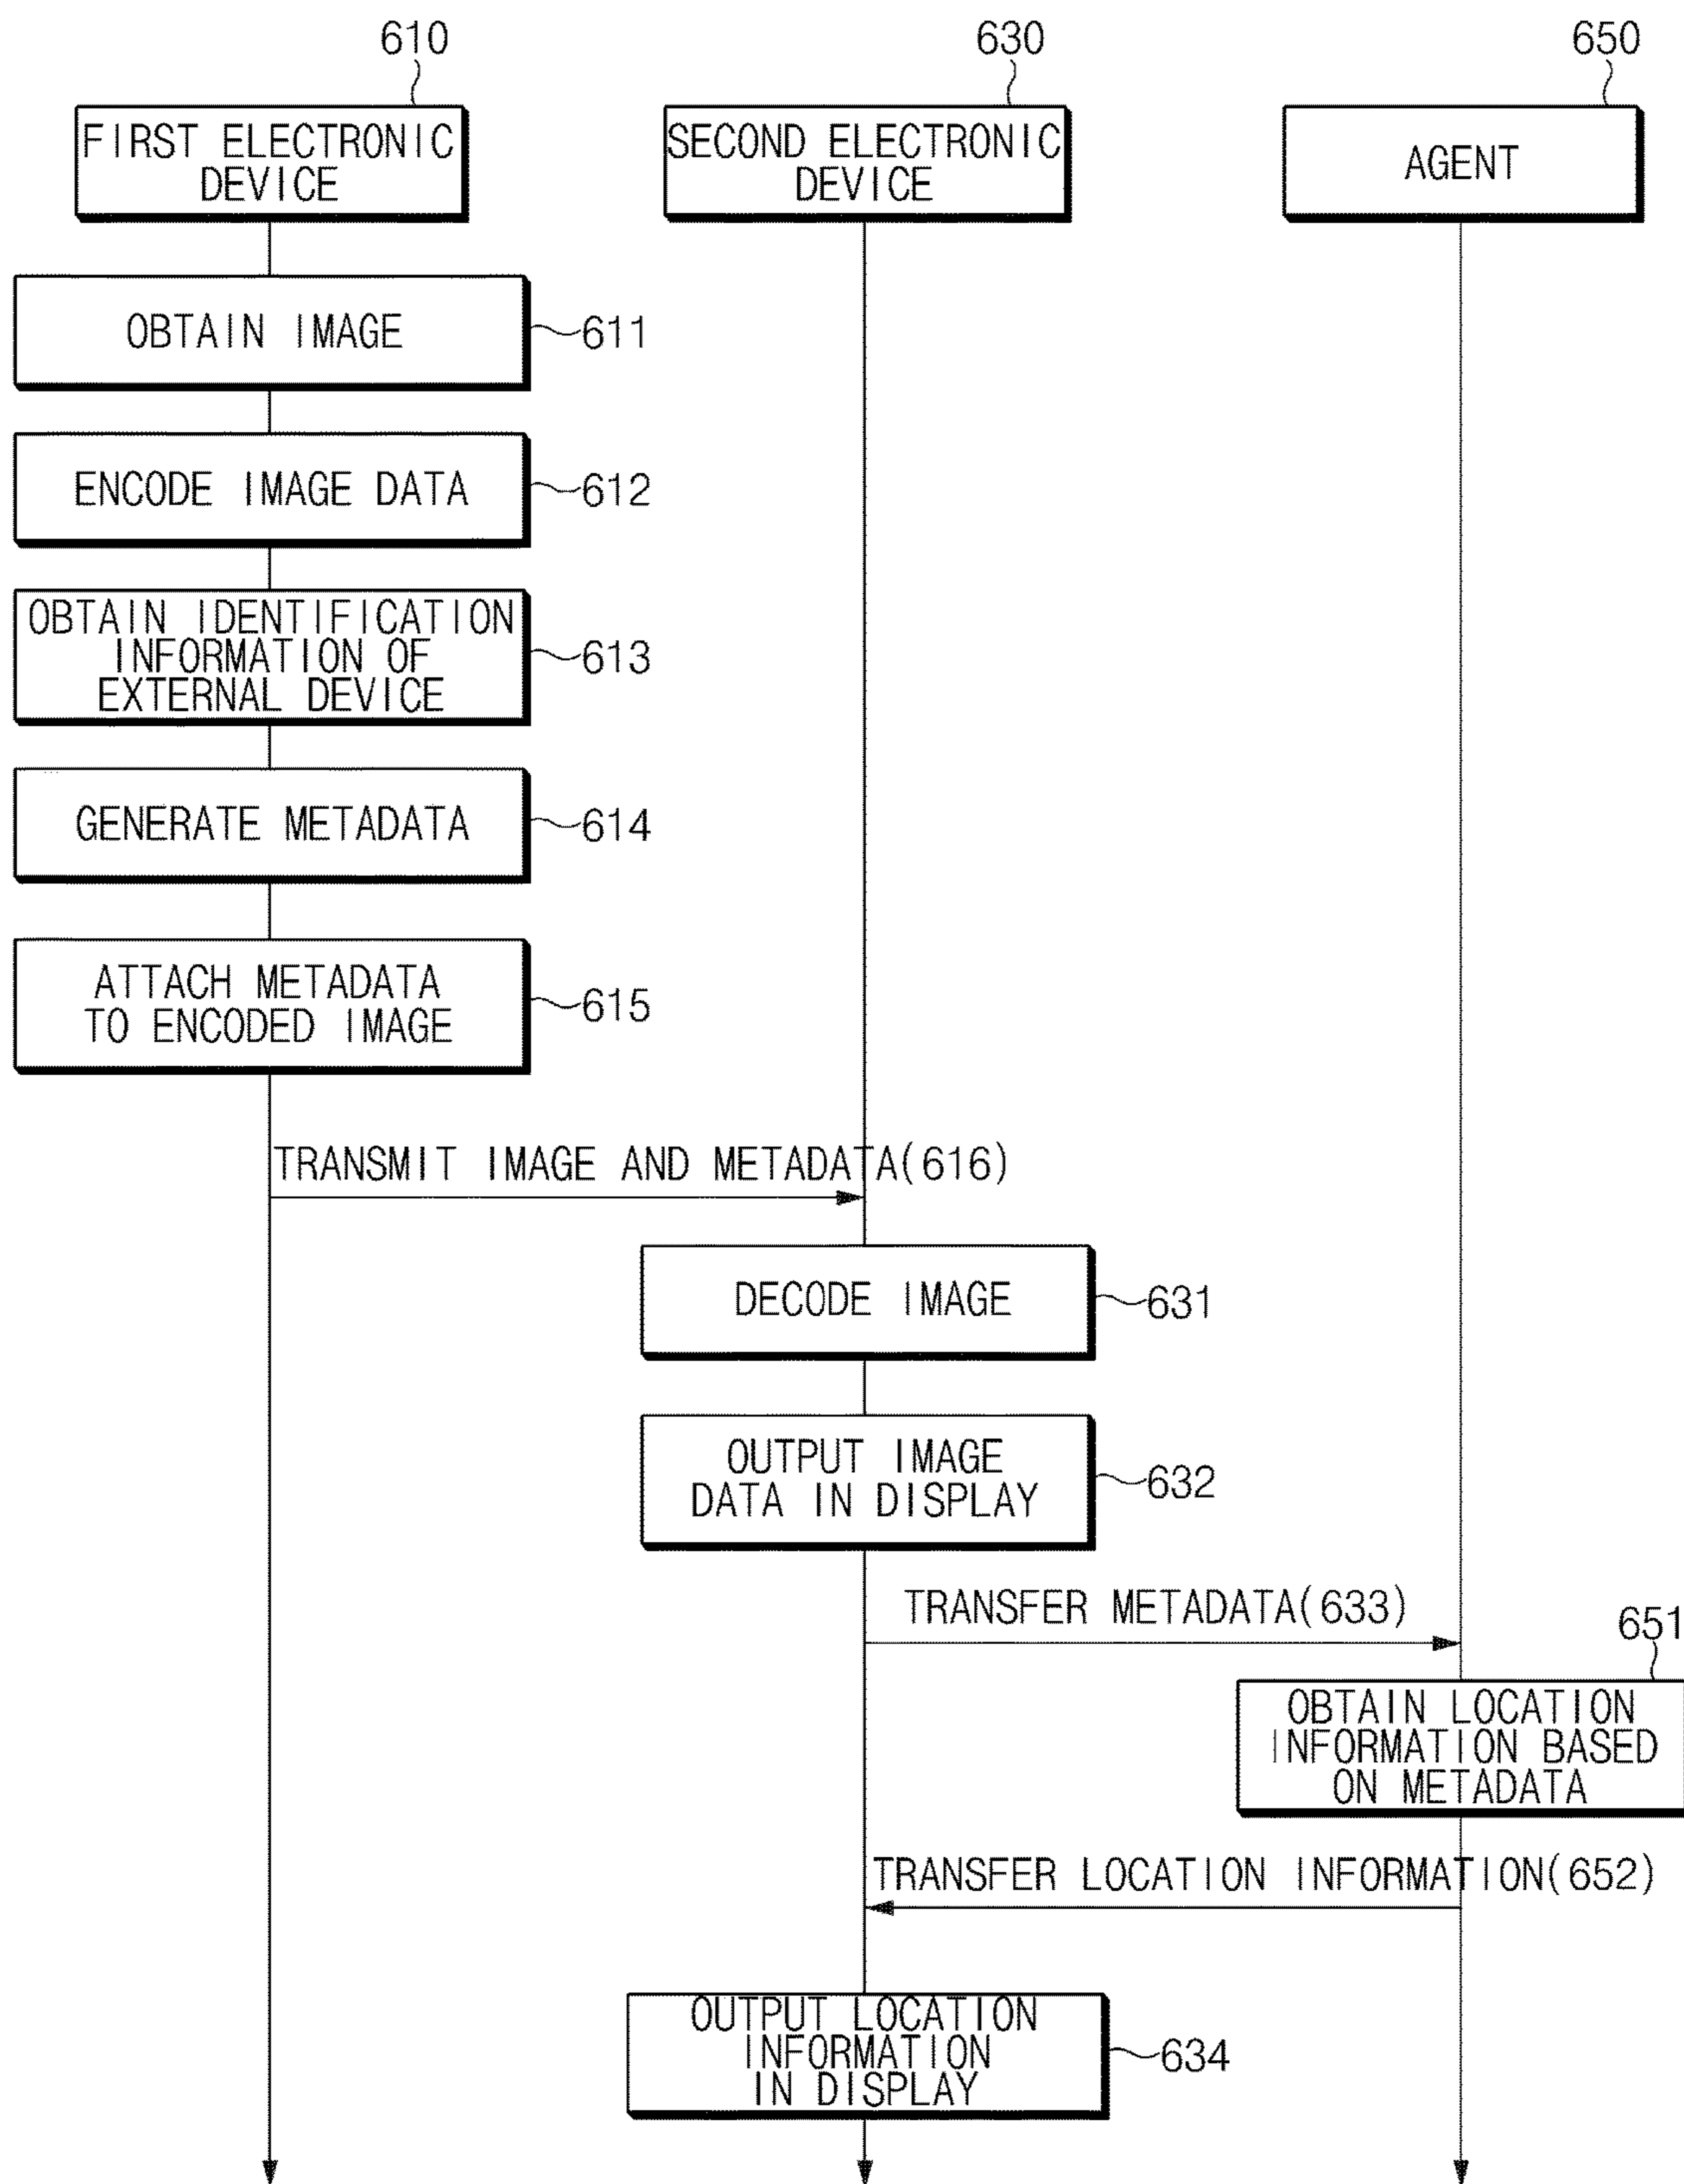 610
630
650
FIRST ELECTRONIC
DEVICE
SECOND ELECTRONIC
DEVICE
AGENT
OBTAIN IMAGE
611
ENCODE IMAGE DATA
612
OBTAIN IDENTIFICATION
INFORMATION OF
EXTERNAL DEVICE
613
GENERATE METADATA
614
ATTACH METADATA
TO ENCODED IMAGE
615
TRANSMIT IMAGE AND METADATA(616)
DECODE IMAGE
631
OUTPUT IMAGE
DATA IN DISPLAY
632
TRANSFER METADATA(633)
651
OBTAIN LOCATION
INFORMATION BASED
ON METADATA
TRANSFER LOCATION INFORMATION(652)
OUTPUT LOCATION
INFORMATION
IN DISPLAY
634